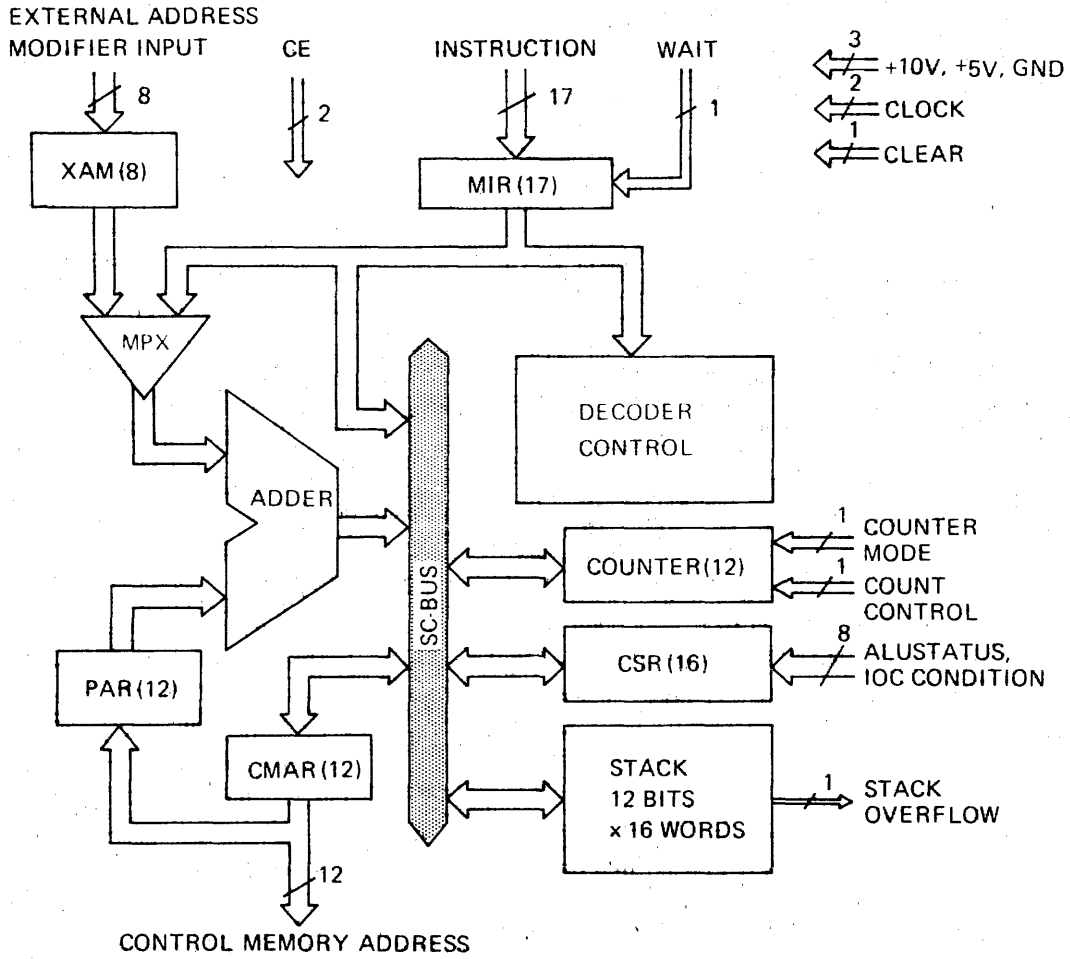 EXTERNAL ADDRESS
MODIFIER INPUT
CE
INSTRUCTION
WAIT
3
+10V, +5V, GND
2
CLOCK
1
CLEAR
8
2
17
1
XAM (8)
MIR (17)
MPX
DECODER
CONTROL
ADDER
SC-BUS
COUNTER (12)
1
COUNTER
MODE
1
COUNT
CONTROL
CSR (16)
8
ALUSTATUS,
IOC CONDITION
PAR (12)
CMAR (12)
STACK
12 BITS
x 16 WORDS
1
STACK
OVERFLOW
12
CONTROL MEMORY ADDRESS